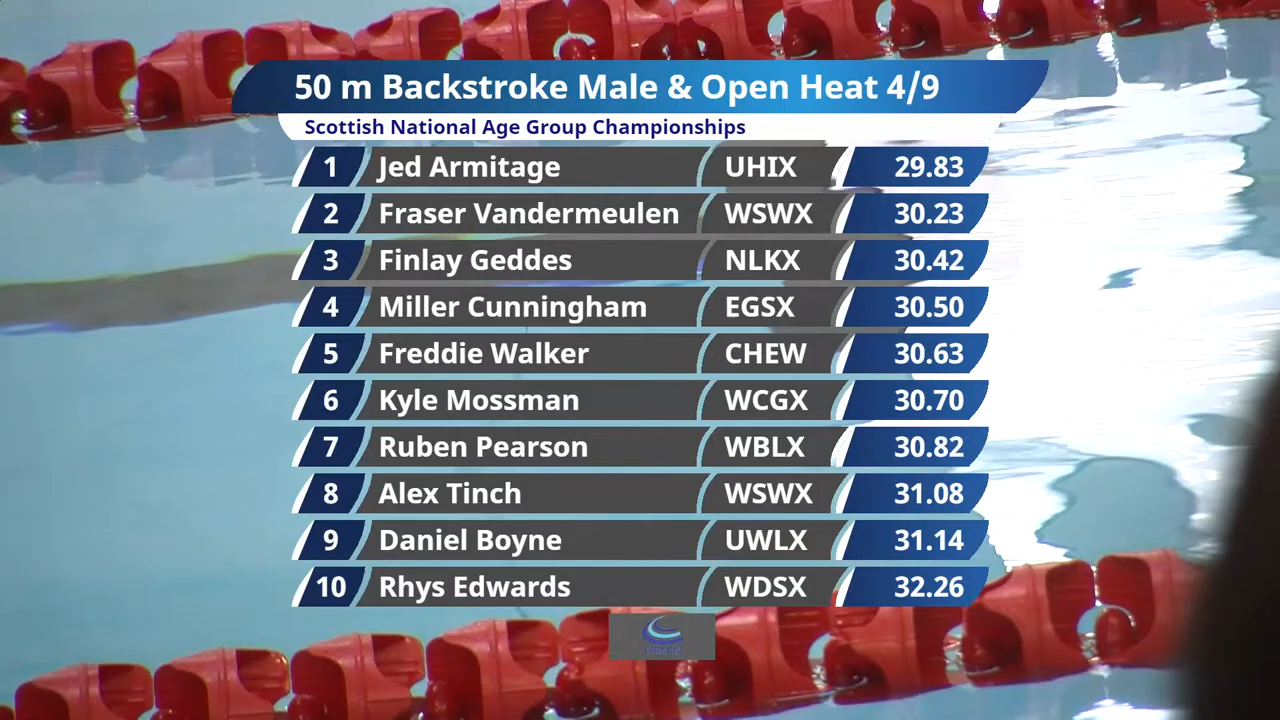 50 m Backstroke Male & Open Heat 4/9
Scottish National Age Group Championships
1 Jed Armitage UHIX 29.83
2 Fraser Vandermeulen WSWX 30.23
3 Finlay Geddes NLKX 30.42
4 Miller Cunningham EGSX 30.50
5 Freddie Walker CHEW 30.63
6 Kyle Mossman WCGX 30.70
7 Ruben Pearson WBLX 30.82
8 Alex Tinch WSWX 31.08
9 Daniel Boyne UWLX 31.14
10 Rhys Edwards WDSX 32.26